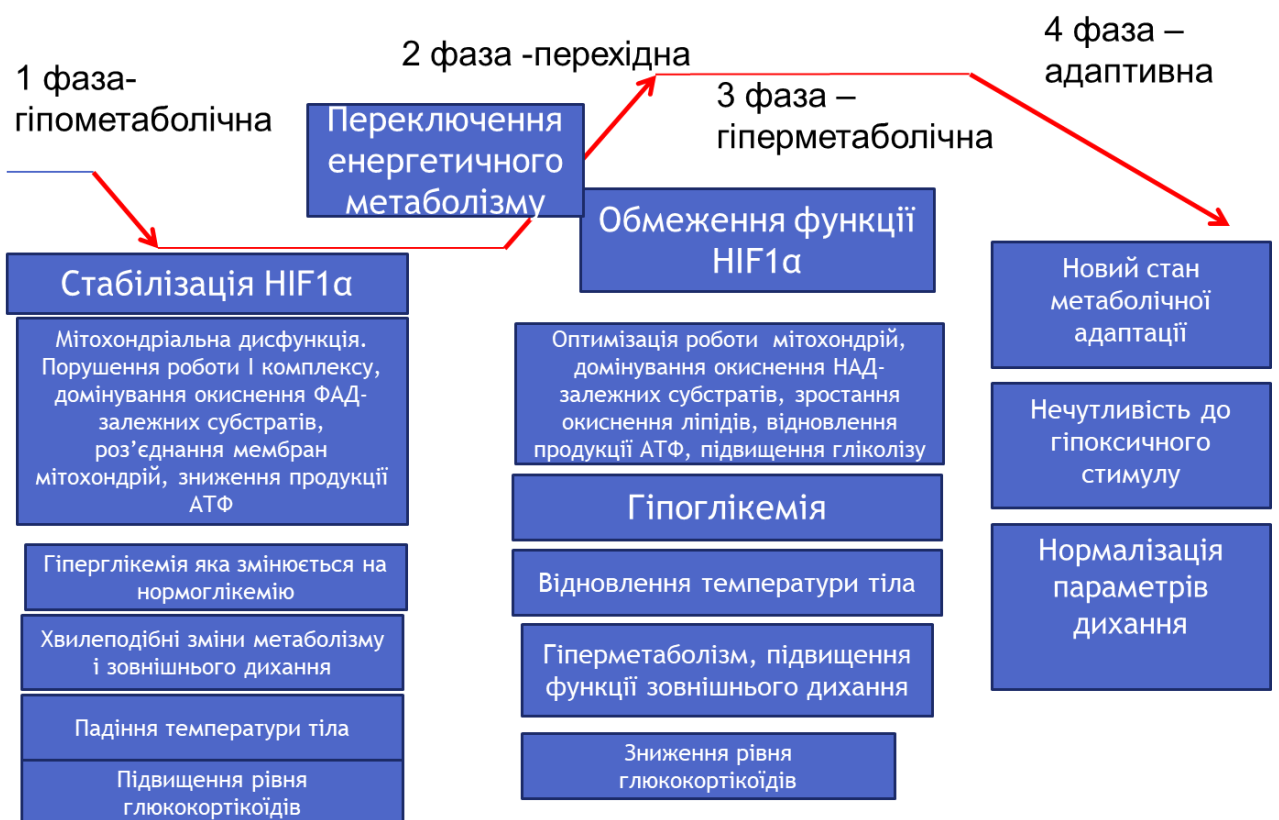 1 фаза-
гіпометаболічна
2 фаза -перехідна
3 фаза –
гіперметаболічна
4 фаза –
адаптивна
Переключення
енергетичного
метаболізму
Стабілізація HIF1α
Мітохондріальна дисфункція.
Порушення роботи I комплексу,
домінування окиснення ФАД-
залежних субстратів,
роз’єднання мембран
мітохондрій, зниження продукції
АТФ
Гіперглікемія яка змінюється на
нормоглікемію
Хвилеподібні зміни метаболізму
і зовнішнього дихання
Падіння температури тіла
Підвищення рівня
глюкокортікоїдів
Обмеження функції
HIF1α
Оптимізація роботи мітохондрій,
домінування окиснення НАД-
залежних субстратів, зростання
окиснення ліпідів, відновлення
продукції АТФ, підвищення гліколізу
Гіпоглікемія
Відновлення температури тіла
Гіперметаболізм, підвищення
функції зовнішнього дихання
Зниження рівня
глюкокортікоїдів
Новий стан
метаболічної
адаптації
Нечутливість до
гіпоксичного
стимулу
Нормалізація
параметрів
дихання